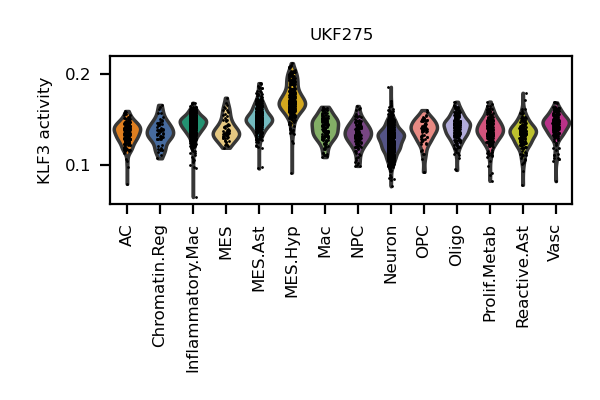 UKF275
KLF3 activity
0.2
0.1
AC
Chromatin.Reg
Inflammatory.Mac
MES
MES.Ast
MES.Hyp
Mac
NPC
Neuron
OPC
Oligo
Prolif.Metab
Reactive.Ast
Vasc